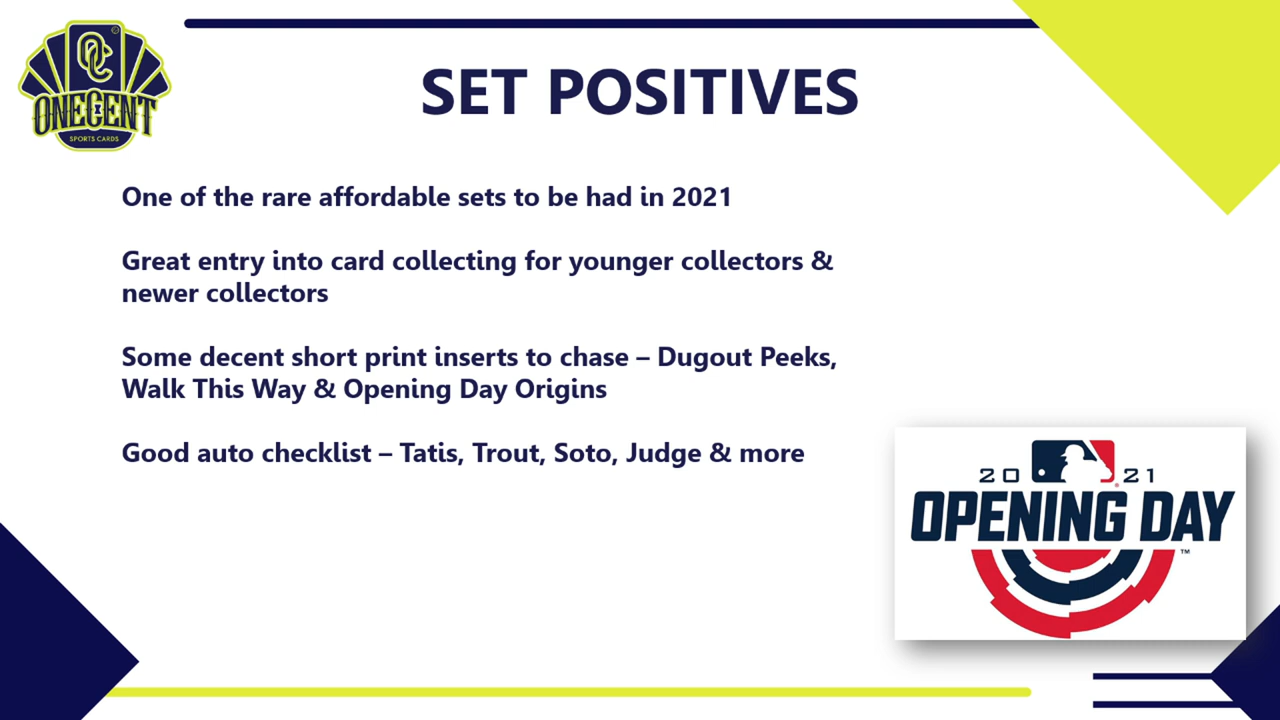 OC
ONECENT
SPORTS CARDS
SET POSITIVES
One of the rare affordable sets to be had in 2021
Great entry into card collecting for younger collectors &
newer collectors
Some decent short print inserts to chase – Dugout Peeks,
Walk This Way & Opening Day Origins
Good auto checklist – Tatis, Trout, Soto, Judge & more
20 21
OPENING DAY
™